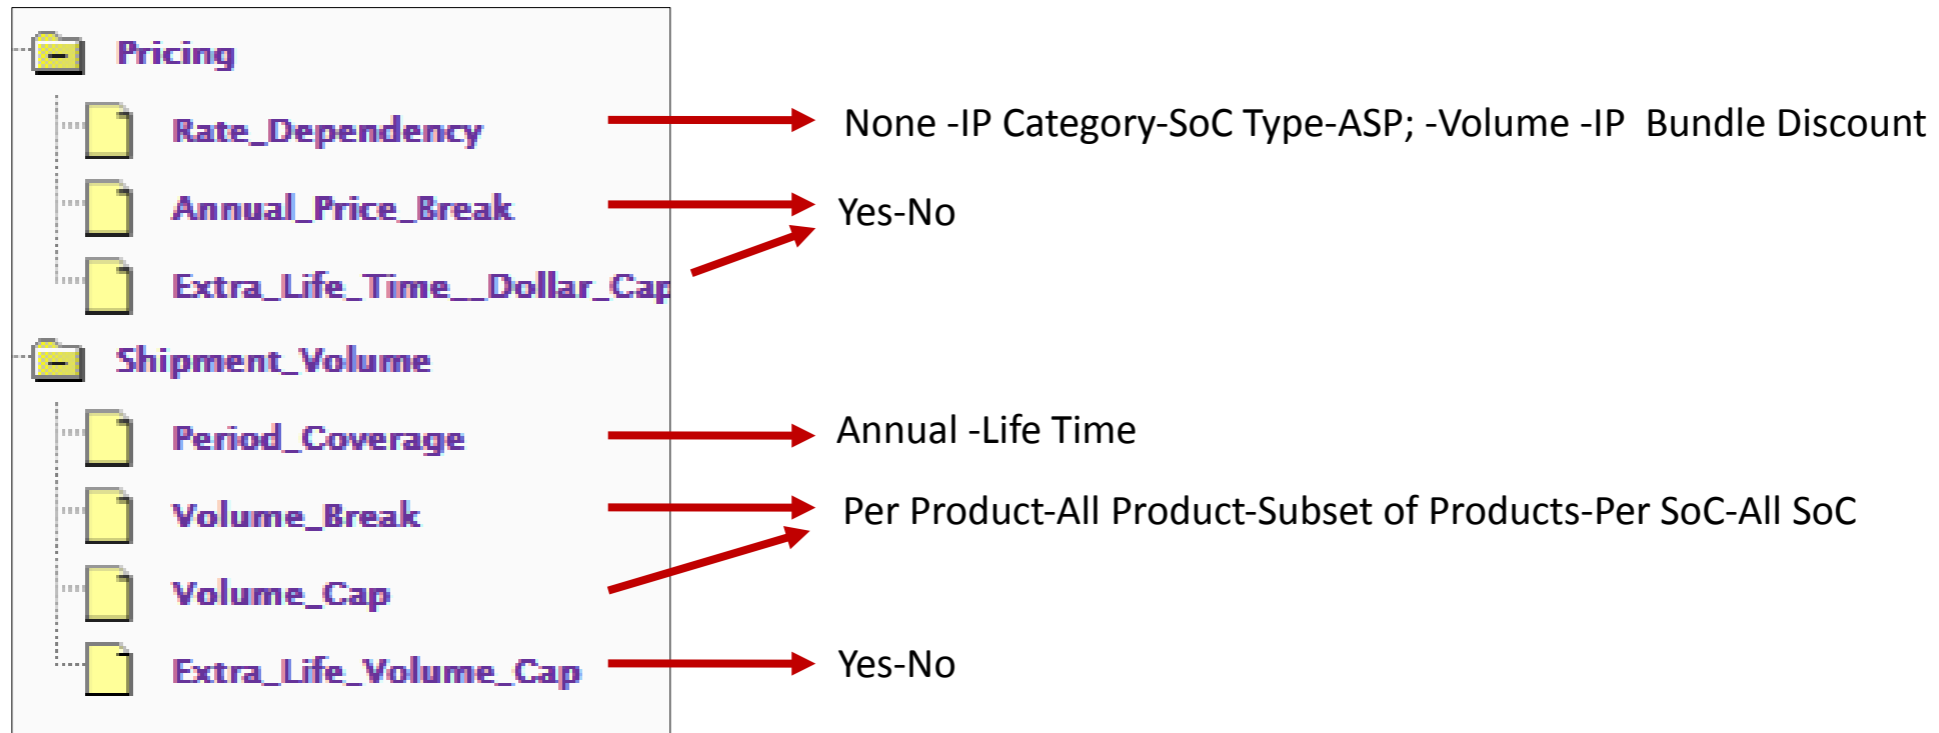 Pricing
Rate_Dependency None -IP Category-SoC Type-ASP; -Volume -IP Bundle Discount
Annual_Price_Break Yes-No
Extra_Life_Time__Dollar_Cap
Shipment_Volume
Period_Coverage Annual -Life Time
Volume_Break Per Product-All Product-Subset of Products-Per SoC-All SoC
Volume_Cap
Extra_Life_Volume_Cap Yes-No